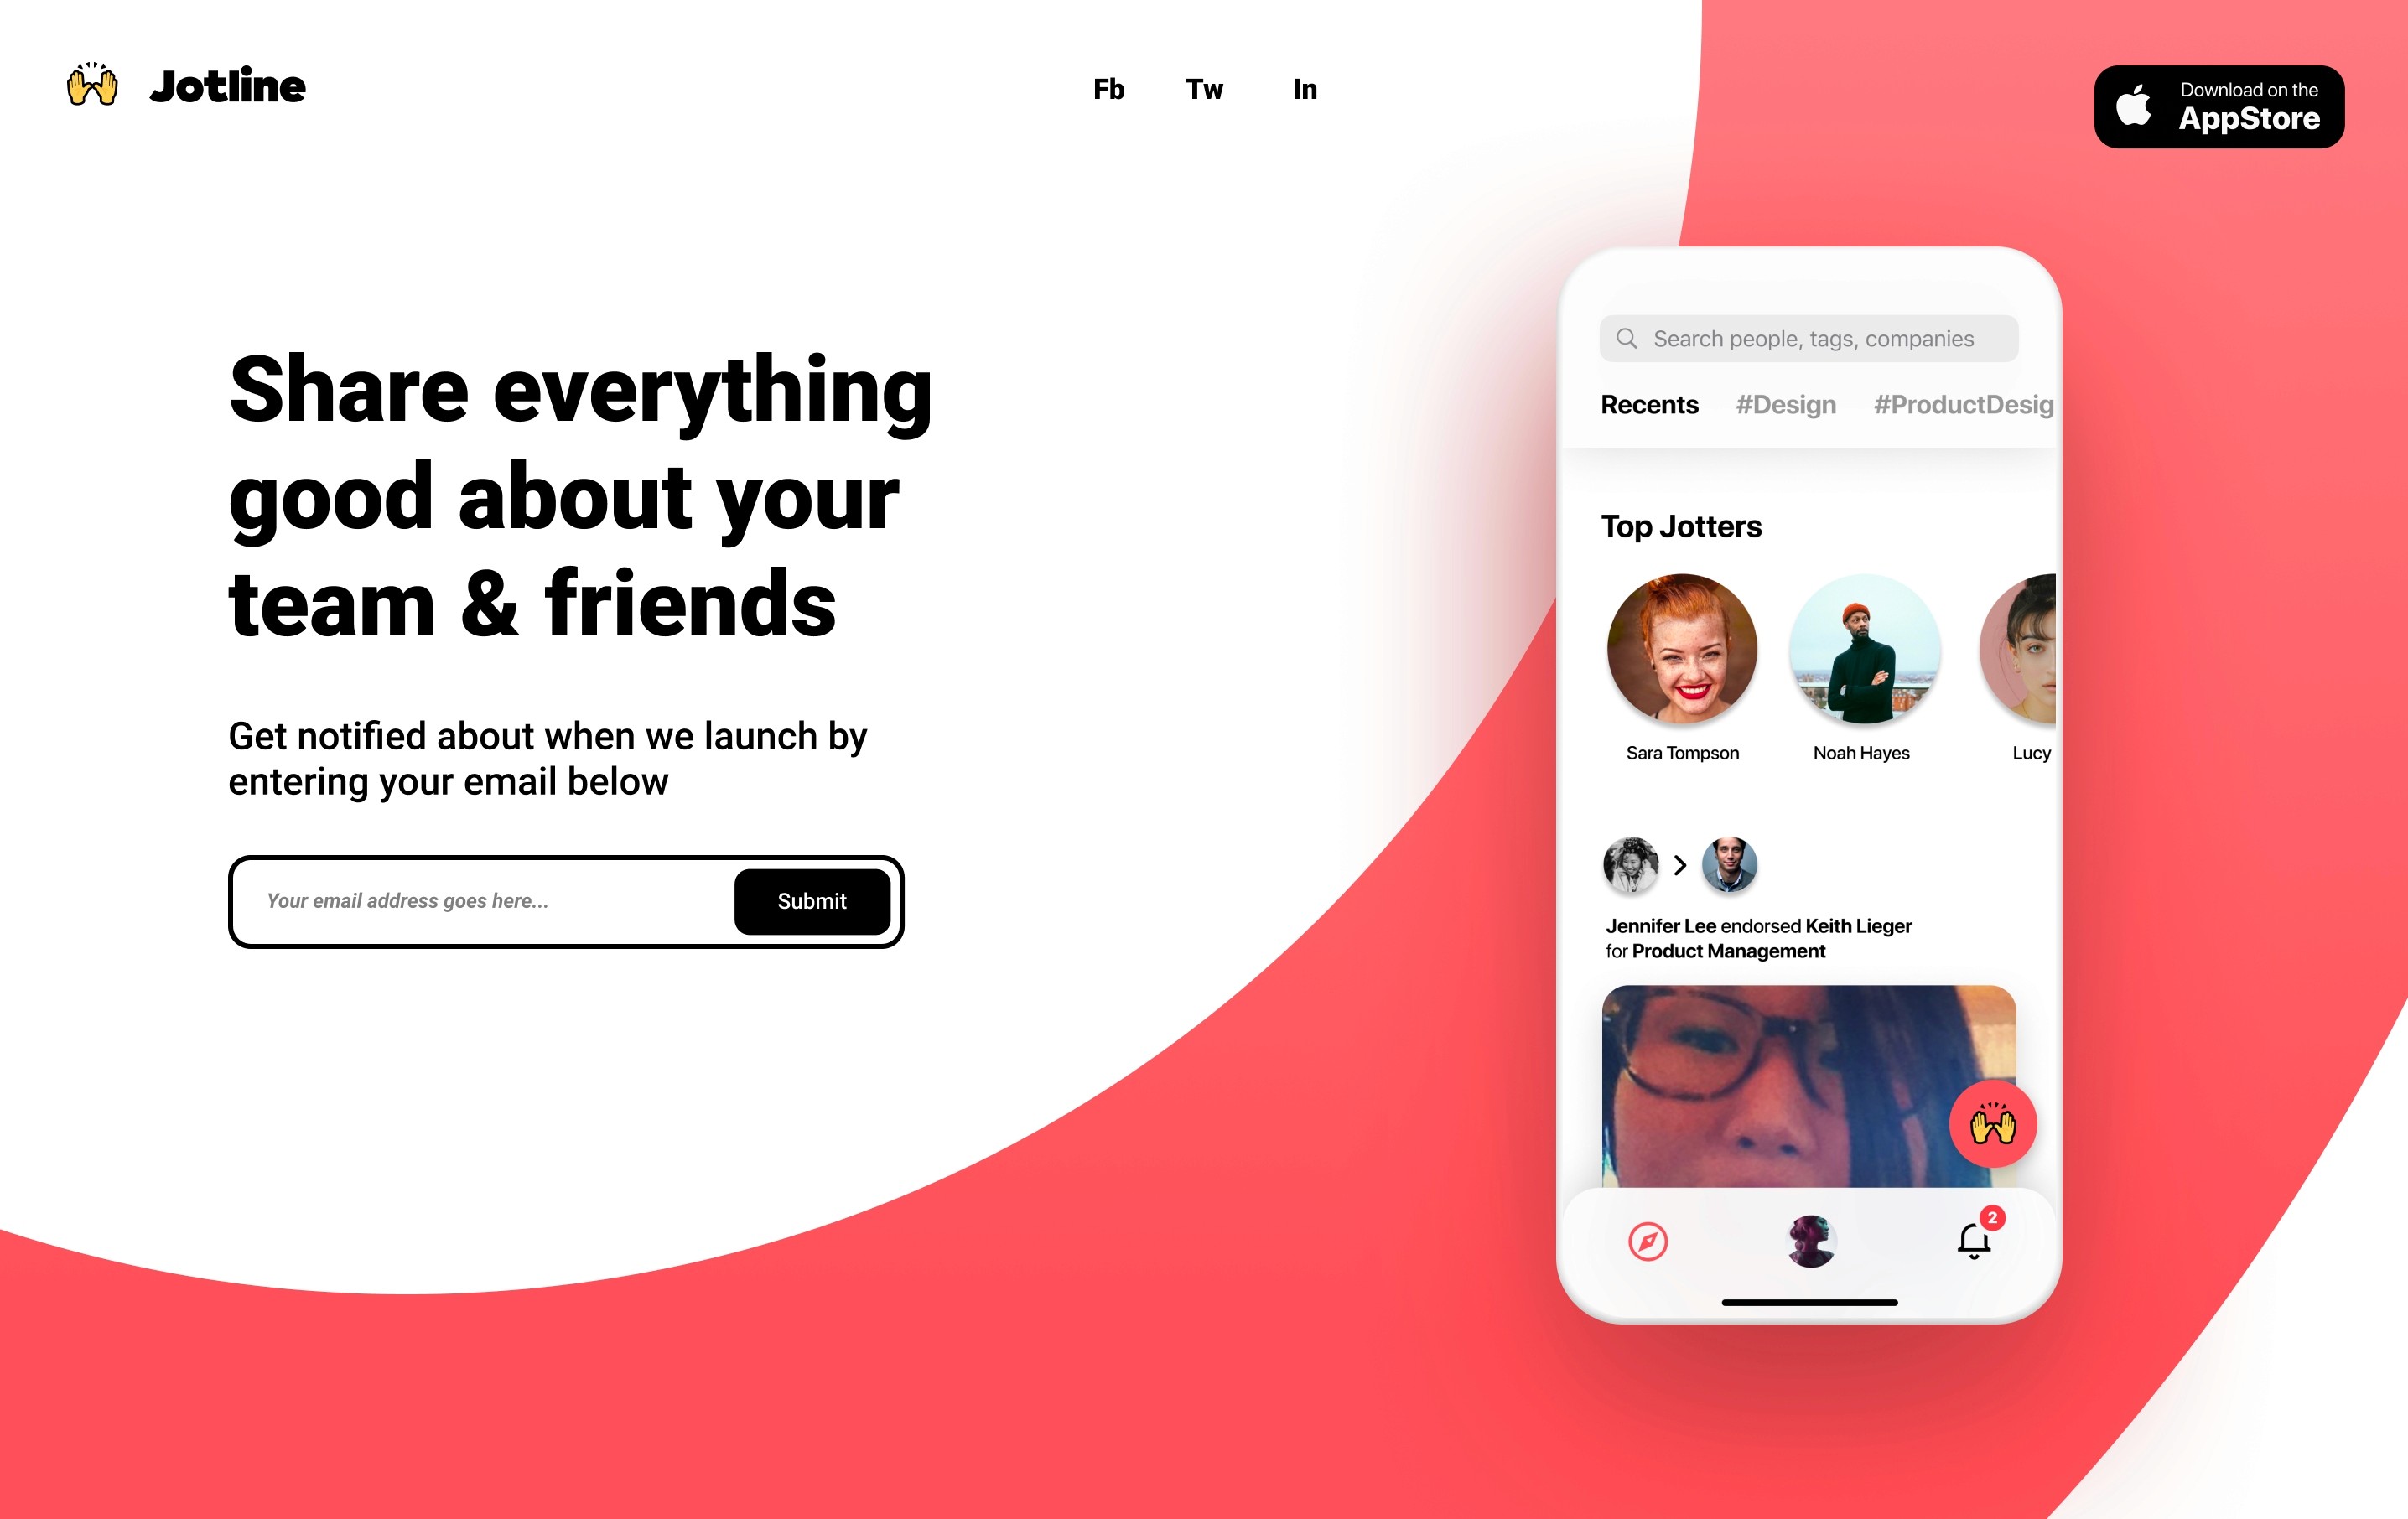 Jotline
Fb
Tw
In
Download on the
AppStore
Share everything
good about your
team & friends
Get notified about when we launch by
entering your email below
Your email address goes here...
Submit
Search people, tags, companies
Recents
#Design
#ProductDesig
Top Jotters
Sara Tompson
Noah Hayes
Lucy
Jennifer Lee endorsed Keith Lieger
for Product Management
2